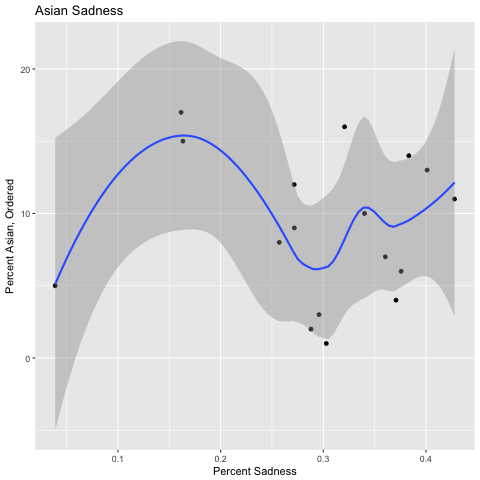 Asian Sadness
Percent Asian, Ordered
20
10
0
0.1 0.2 0.3 0.4
Percent Sadness